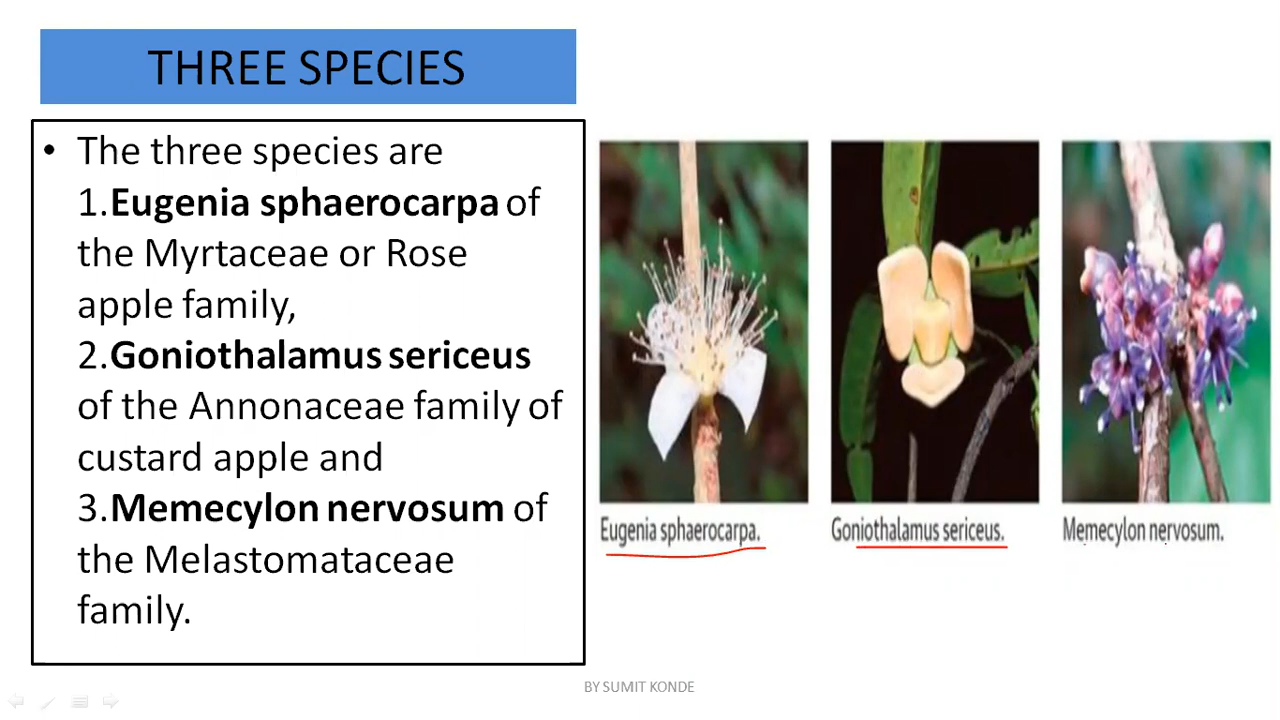 THREE SPECIES
• The three species are
1.Eugenia sphaerocarpa of
the Myrtaceae or Rose
apple family,
2.Goniothalamus sericeus
of the Annonaceae family of
custard apple and
3.Memecylon nervosum of
the Melastomataceae
family.
Eugenia sphaerocarpa.
Goniothalamus sericeus.
Memecylon nervosum.
BY SUMIT KONDE